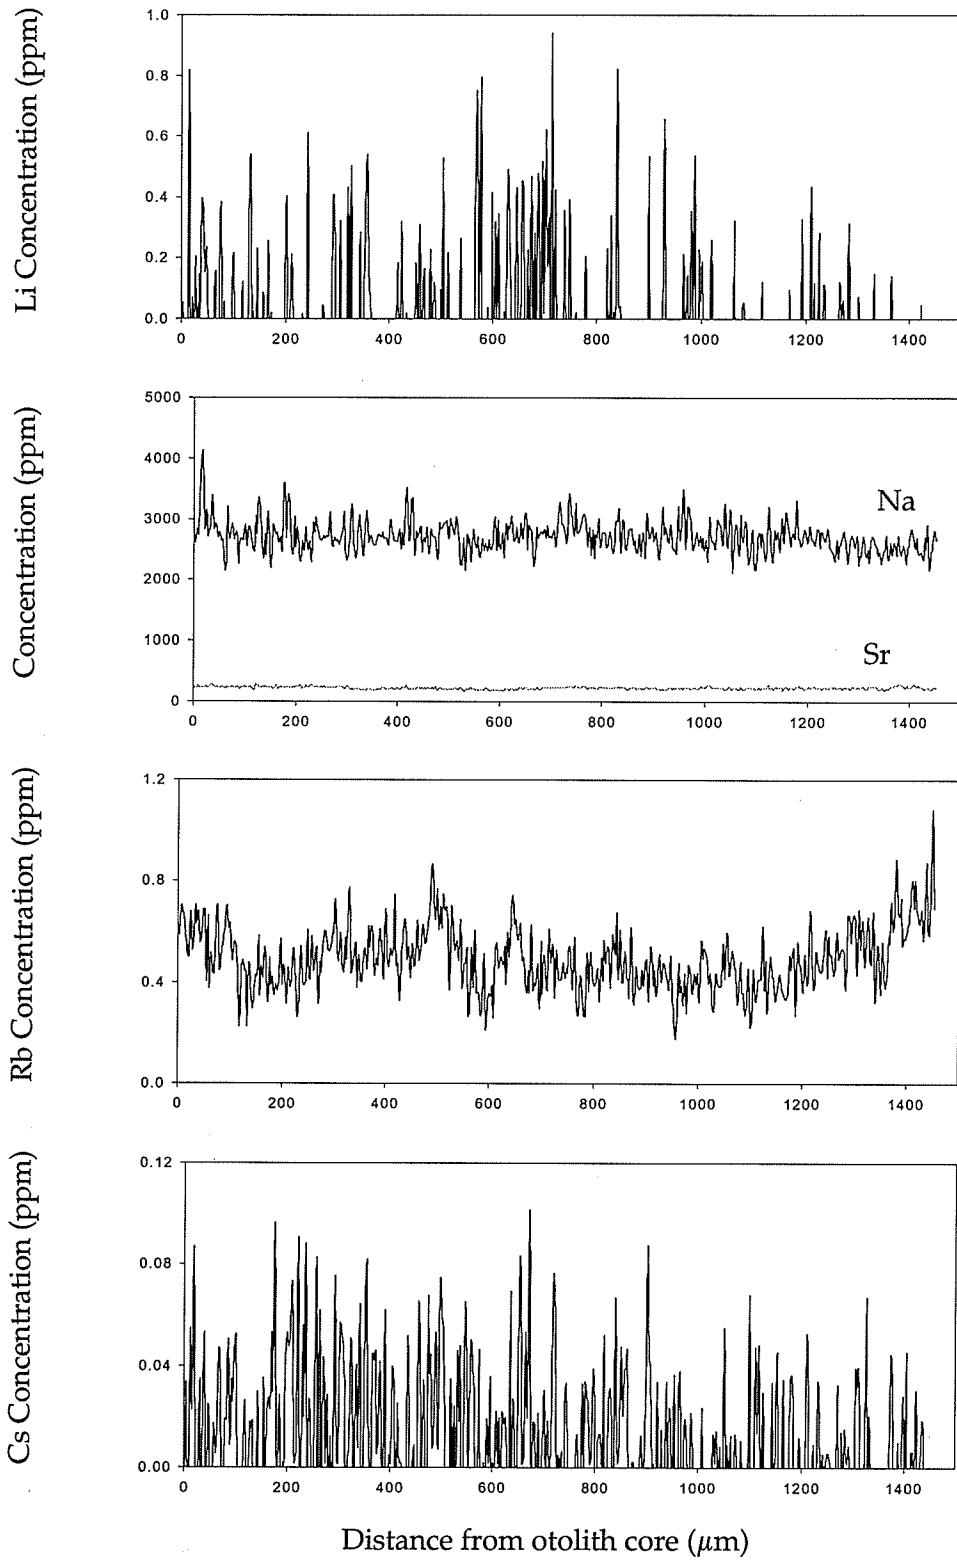 Li Concentration (ppm)
1.0
0.8
0.6
0.4
0.2
0.0
0 200 400 600 800 1000 1200 1400
Concentration (ppm)
5000
4000
3000
2000
1000
0
Na
Sr
0 200 400 600 800 1000 1200 1400
Rb Concentration (ppm)
1.2
0.8
0.4
0.0
0 200 400 600 800 1000 1200 1400
Cs Concentration (ppm)
0.12
0.08
0.04
0.00
0 200 400 600 800 1000 1200 1400
Distance from otolith core (μm)